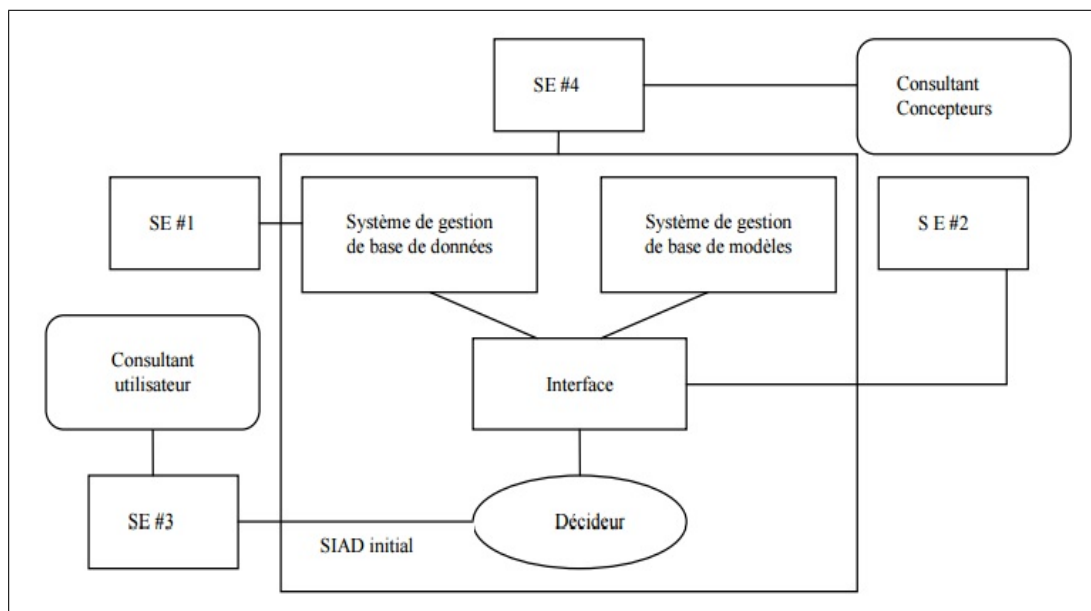 SE #4
Consultant
Concepteurs
SE #1
Système de gestion
de base de données
Système de gestion
de base de modèles
S E #2
Consultant
utilisateur
Interface
SE #3
SIAD initial
Décideur